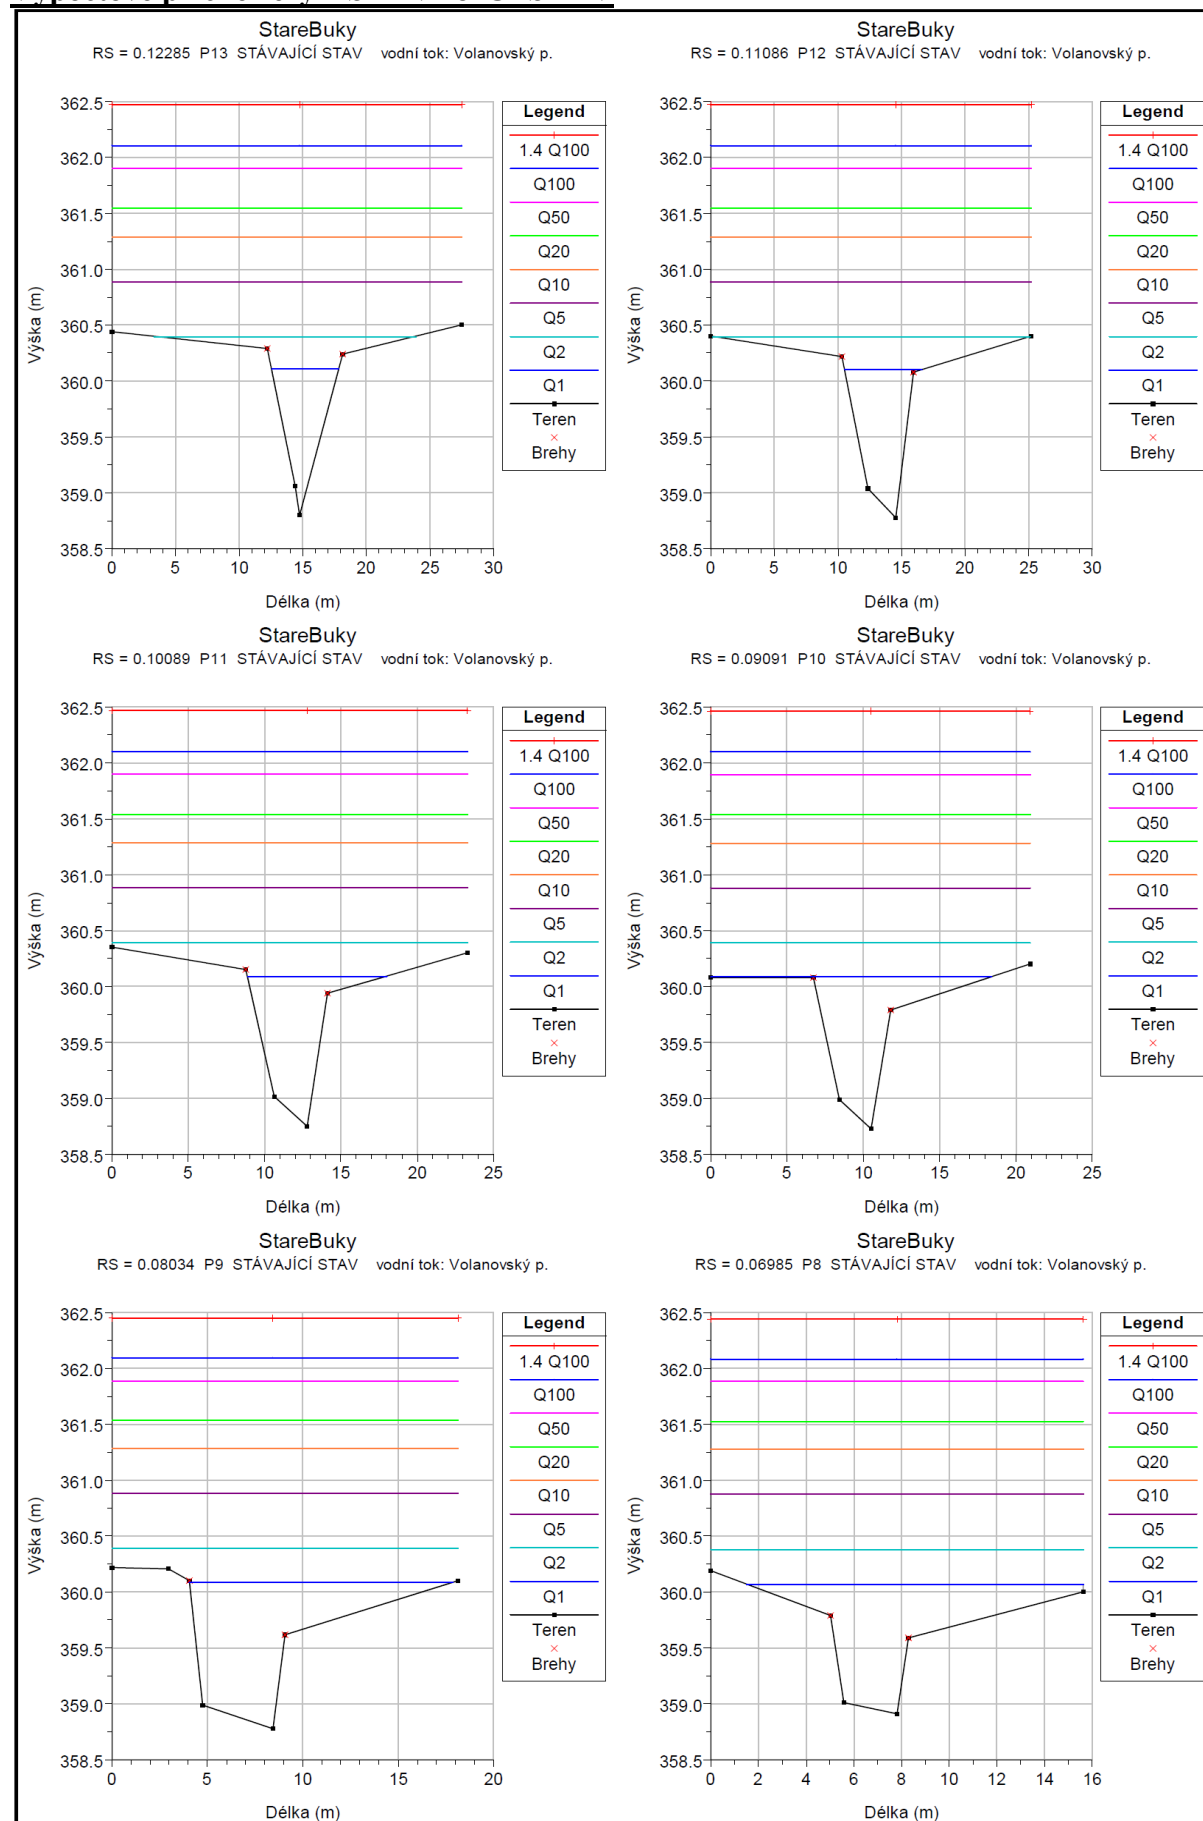 StareBuky
RS = 0.12285 P13 STÁVAJÍCÍ STAV vodní tok: Volanovský p.
362.5
362.0
361.5
361.0
360.5
360.0
359.5
359.0
358.5
Výška (m)
0 5 10 15 20 25 30
Délka (m)
Legend
1.4 Q100
Q100
Q50
Q20
Q10
Q5
Q2
Q1
Teren
Brehy
StareBuky
RS = 0.11086 P12 STÁVAJÍCÍ STAV vodní tok: Volanovský p.
362.5
362.0
361.5
361.0
360.5
360.0
359.5
359.0
358.5
Výška (m)
0 5 10 15 20 25 30
Délka (m)
Legend
1.4 Q100
Q100
Q50
Q20
Q10
Q5
Q2
Q1
Teren
Brehy
StareBuky
RS = 0.10089 P11 STÁVAJÍCÍ STAV vodní tok: Volanovský p.
362.5
362.0
361.5
361.0
360.5
360.0
359.5
359.0
358.5
Výška (m)
0 5 10 15 20 25
Délka (m)
Legend
1.4 Q100
Q100
Q50
Q20
Q10
Q5
Q2
Q1
Teren
Brehy
StareBuky
RS = 0.09091 P10 STÁVAJÍCÍ STAV vodní tok: Volanovský p.
362.5
362.0
361.5
361.0
360.5
360.0
359.5
359.0
358.5
Výška (m)
0 5 10 15 20 25
Délka (m)
Legend
1.4 Q100
Q100
Q50
Q20
Q10
Q5
Q2
Q1
Teren
Brehy
StareBuky
RS = 0.08034 P9 STÁVAJÍCÍ STAV vodní tok: Volanovský p.
362.5
362.0
361.5
361.0
360.5
360.0
359.5
359.0
358.5
Výška (m)
0 5 10 15 20
Délka (m)
Legend
1.4 Q100
Q100
Q50
Q20
Q10
Q5
Q2
Q1
Teren
Brehy
StareBuky
RS = 0.06985 P8 STÁVAJÍCÍ STAV vodní tok: Volanovský p.
362.5
362.0
361.5
361.0
360.5
360.0
359.5
359.0
358.5
Výška (m)
0 2 4 6 8 10 12 14 16
Délka (m)
Legend
1.4 Q100
Q100
Q50
Q20
Q10
Q5
Q2
Q1
Teren
Brehy